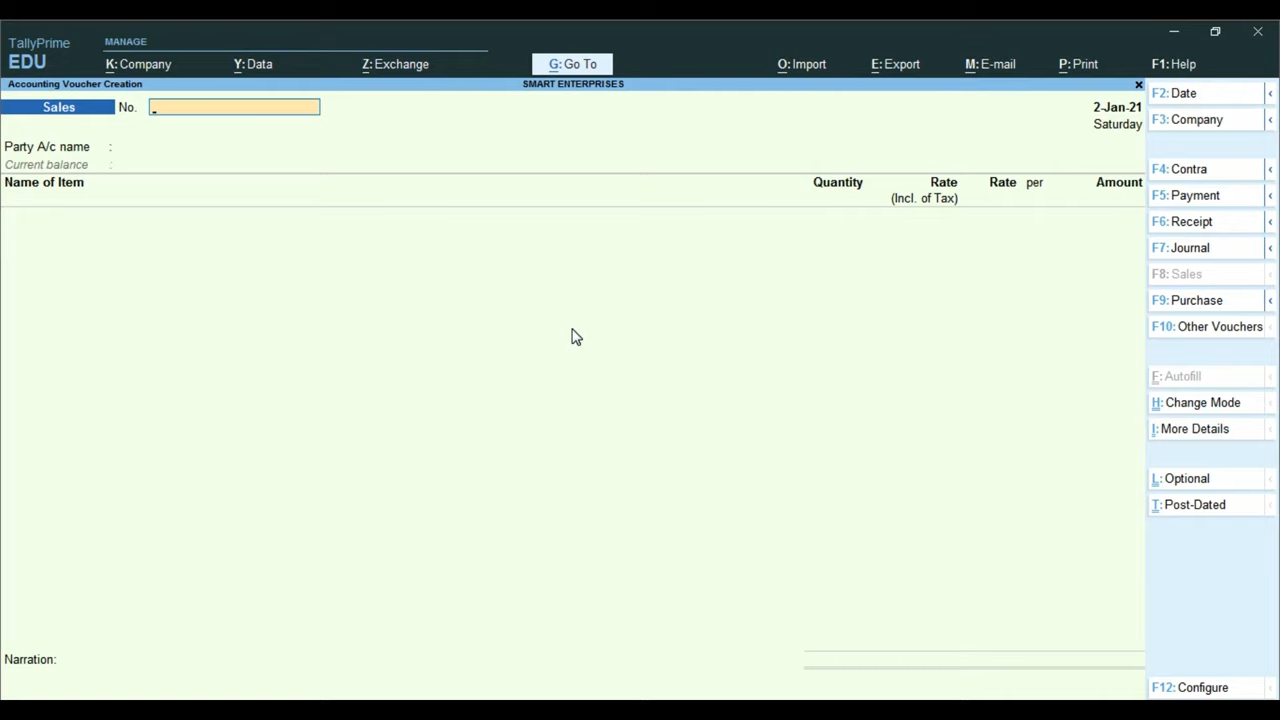 TallyPrime
EDU
MANAGE
K: Company
Y: Data
Z: Exchange
G: Go To
O: Import
E: Export
M: E-mail
P: Print
F1: Help
Accounting Voucher Creation
SMART ENTERPRISES
Sales No.
2-Jan-21
Saturday
Party A/c name :
Current balance :
Name of Item
Quantity
Rate
(Incl. of Tax)
Rate per
Amount
Narration:
F2: Date
F3: Company
F4: Contra
F5: Payment
F6: Receipt
F7: Journal
F8: Sales
F9: Purchase
F10: Other Vouchers
F: Autofill
H: Change Mode
I: More Details
L: Optional
T: Post-Dated
F12: Configure